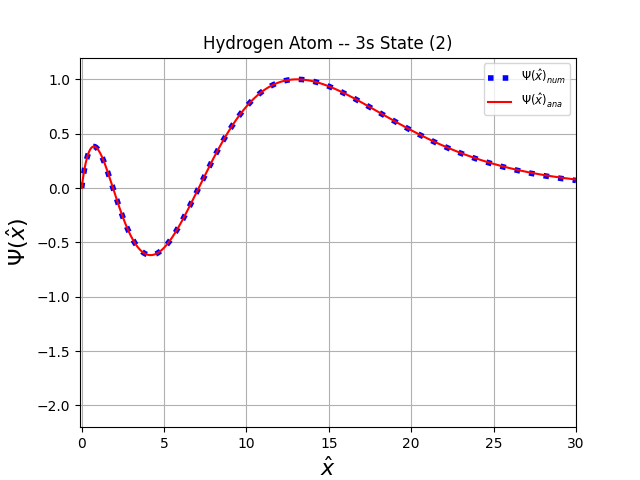 Hydrogen Atom -- 3s State (2)
Ψ(x̂)num
Ψ(x̂)ana
1.0
0.5
0.0
−0.5
−1.0
−1.5
−2.0
Ψ(x̂)
0 5 10 15 20 25 30
x̂